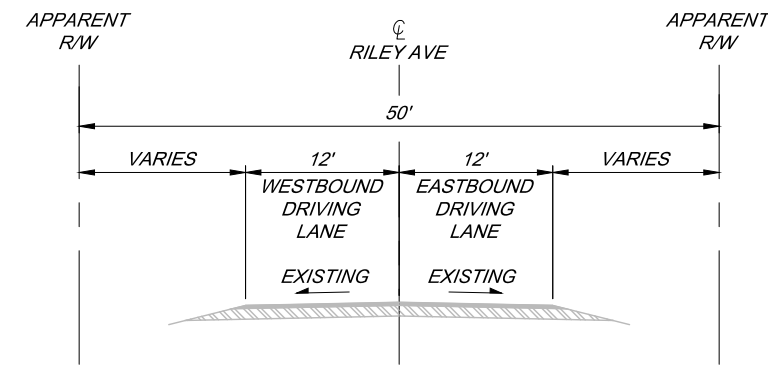 APPARENT
R/W
℄
RILEY AVE
APPARENT
R/W
50'
VARIES
12'
12'
VARIES
WESTBOUND
DRIVING
LANE
EASTBOUND
DRIVING
LANE
EXISTING
EXISTING